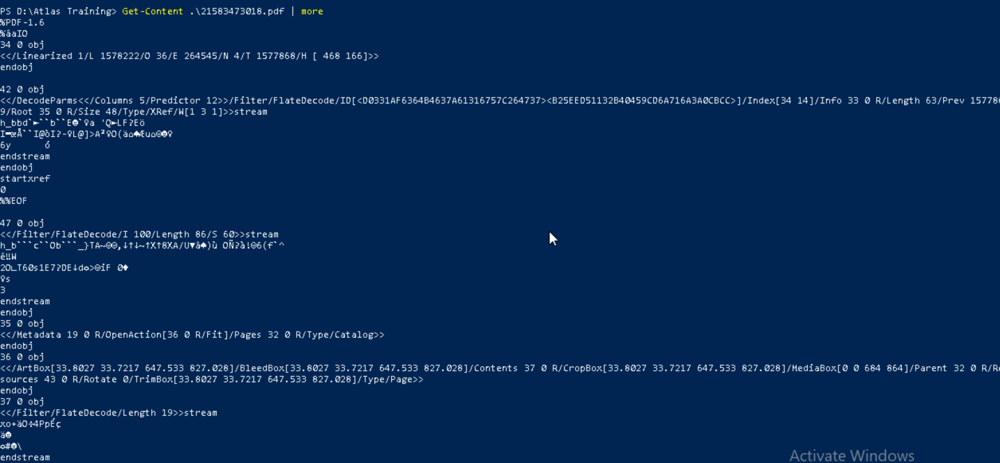 PS D:\Atlas Training> Get-Content .\21583473018.pdf | more
%PDF-1.6
%âaIO
34 0 obj
<</Linearized 1/L 1578222/O 36/E 264545/N 4/T 1577868/H [ 468 166]>>
endobj
42 0 obj
<</DecodeParms<</Columns 5/Predictor 12>>/Filter/FlateDecode/ID[<D0331AF6364B4637A61316757C264737><B25EED51132B40459CD6A716A3A0CBCC>]/Index[34 14]/Info 33 0 R/Length 63/Prev 15778
9/Root 35 0 R/Size 48/Type/XRef/W[1 3 1]>>stream
h_bbd`►``b``E☻`♀a 'Q►LF?Eö
I▬æÅ``I@òI?-♀L@]>A²♀O(ä⌂♠Æu⌂☺☻♀
6y      ó
endstream
endobj
startxref
0
%%EOF
47 0 obj
<</Filter/FlateDecode/I 100/Length 86/S 60>>stream
h_b```c``Ob```_}TA~☺☺,↓↑↓~↑X↑8XA/U▼â♠)ù OÑ?à!☺6(f`^
ê‼W
2O∟T60s1E7?DE↓d☼>☺iF 0♦
♀s
3
endstream
endobj
35 0 obj
<</Metadata 19 0 R/OpenAction[36 0 R/Fit]/Pages 32 0 R/Type/Catalog>>
endobj
36 0 obj
<</ArtBox[33.8027 33.7217 647.533 827.028]/BleedBox[33.8027 33.7217 647.533 827.028]/Contents 37 0 R/CropBox[33.8027 33.7217 647.533 827.028]/MediaBox[0 0 684 864]/Parent 32 0 R/Re
sources 43 0 R/Rotate 0/TrimBox[33.8027 33.7217 647.533 827.028]/Type/Page>>
endobj
37 0 obj
<</Filter/FlateDecode/Length 19>>stream
xo+äO÷4PpÉç
ä☻
☼#☻\
endstream
Activate Windows